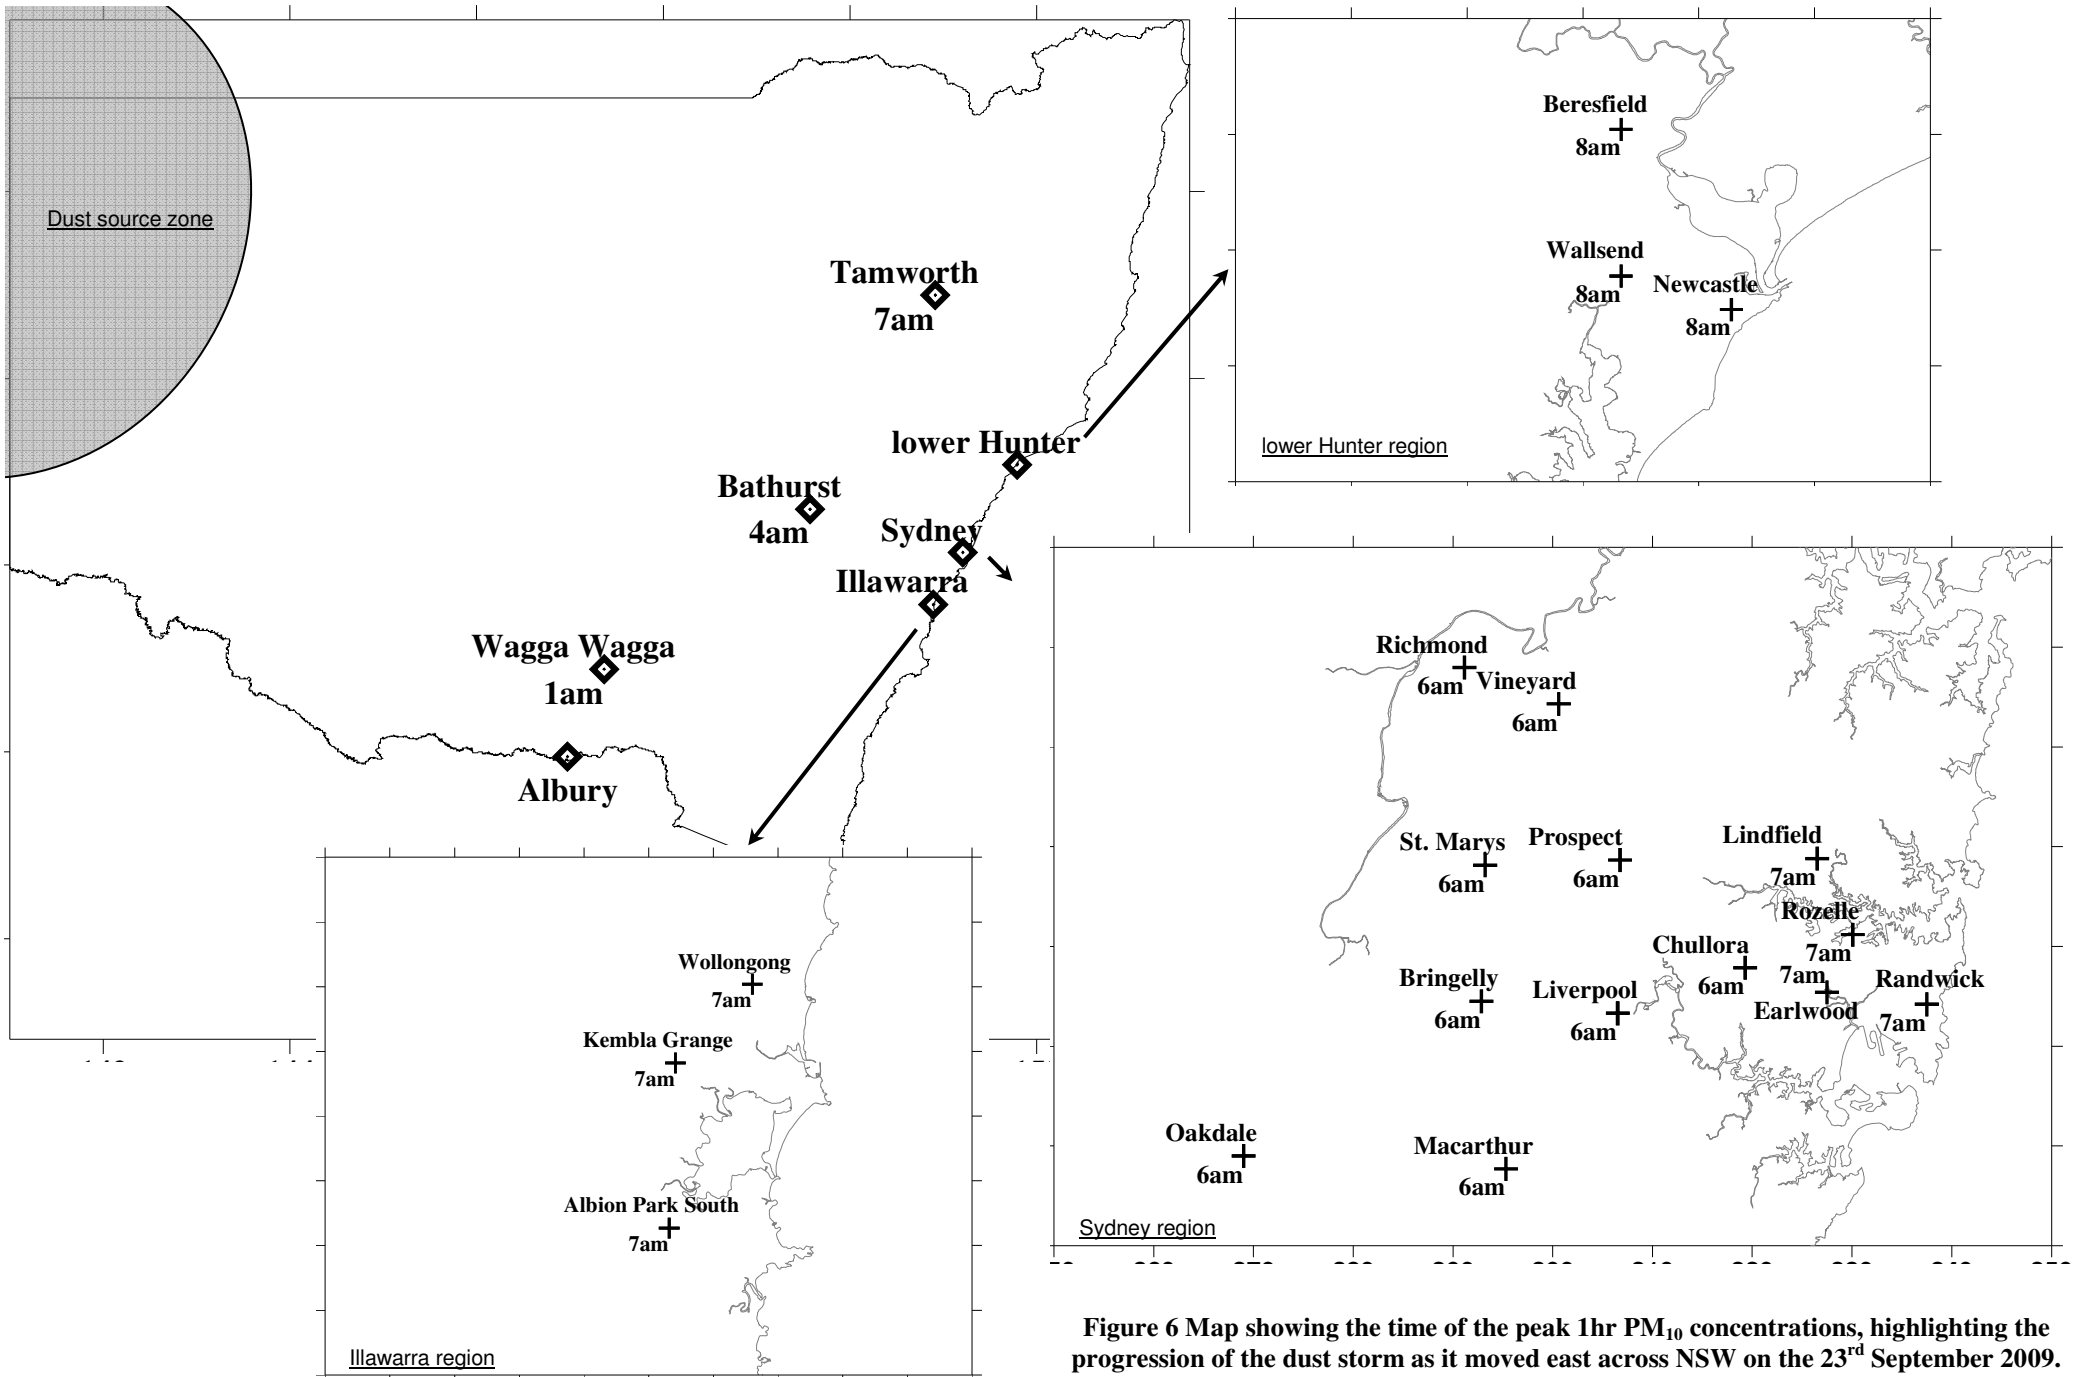 Dust source zone
Tamworth
7am
lower Hunter
Bathurst
4am
Sydney
Illawarra
Wagga Wagga
1am
Albury
Beresfield
8am
Wallsend
8am
Newcastle
8am
lower Hunter region
Richmond
6am
Vineyard
6am
St. Marys
6am
Prospect
6am
Lindfield
7am
Rozelle
7am
Chullora
6am
7am
Earlwood
Randwick
7am
Bringelly
6am
Liverpool
6am
Oakdale
6am
Macarthur
6am
Sydney region
Wollongong
7am
Kembla Grange
7am
Albion Park South
7am
Illawarra region
Figure 6 Map showing the time of the peak 1hr PM10 concentrations, highlighting the
progression of the dust storm as it moved east across NSW on the 23rd September 2009.